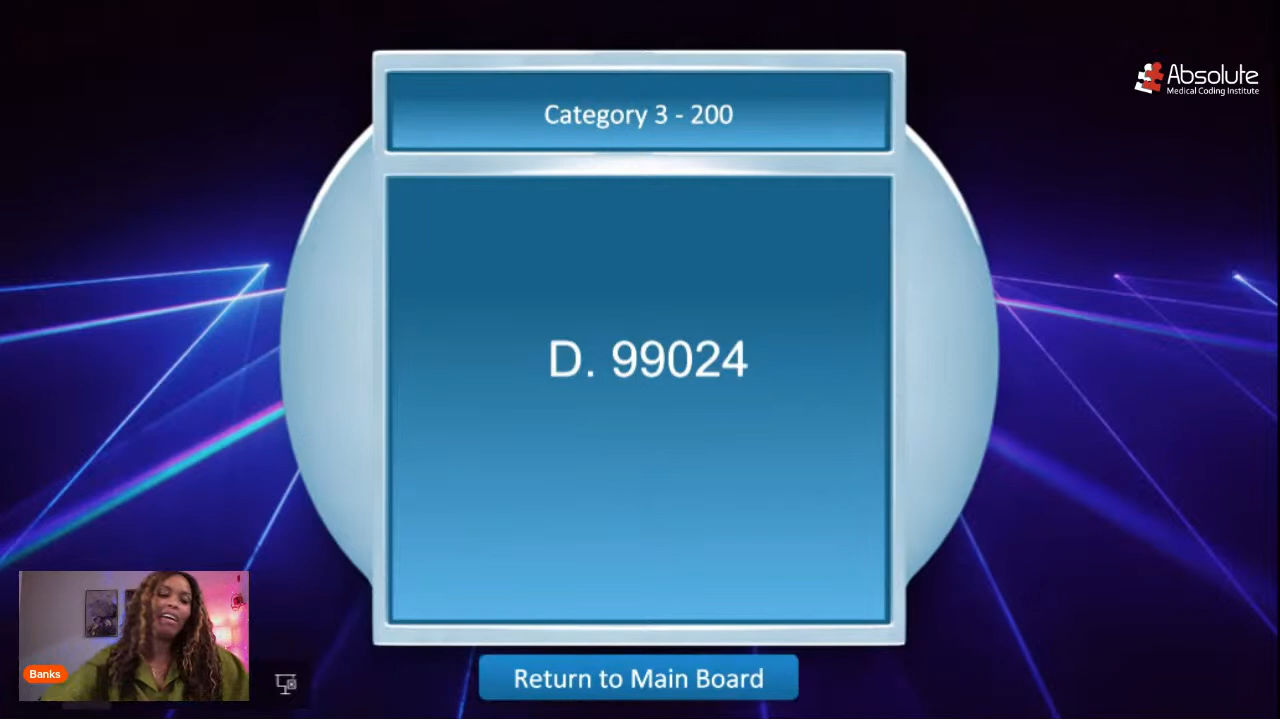 Absolute
Medical Coding Institute
Category 3 - 200
D. 99024
Banks
Return to Main Board